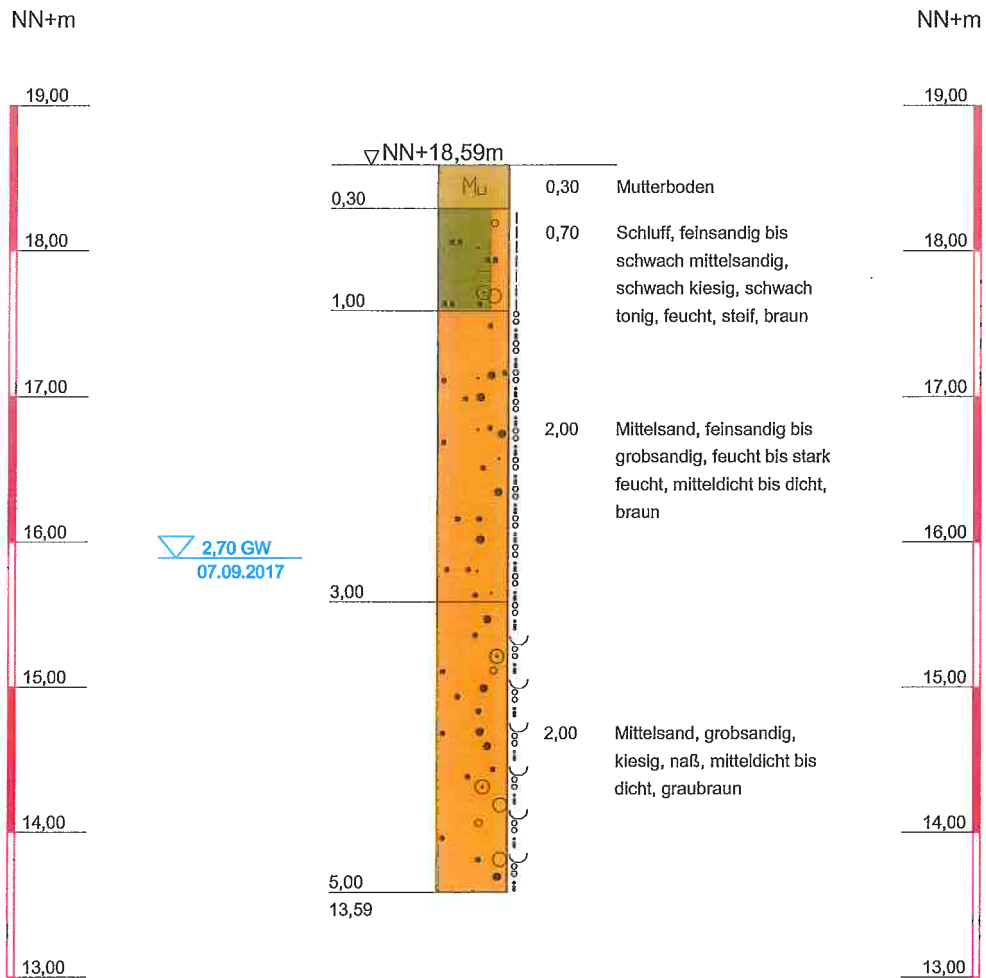 NN+m
NN+m
19,00
19,00
NN+18,59m
Mu
0,30
Mutterboden
0,30
0,70
Schluff, feinsandig bis
schwach mittelsandig,
schwach kiesig, schwach
tonig, feucht, steif, braun
18,00
18,00
1,00
17,00
17,00
2,00
Mittelsand, feinsandig bis
grobsandig, feucht bis stark
feucht, mitteldicht bis dicht,
braun
16,00
16,00
2,70 GW
07.09.2017
3,00
15,00
15,00
2,00
Mittelsand, grobsandig,
kiesig, naß, mitteldicht bis
dicht, graubraun
14,00
14,00
5,00
13,59
13,00
13,00